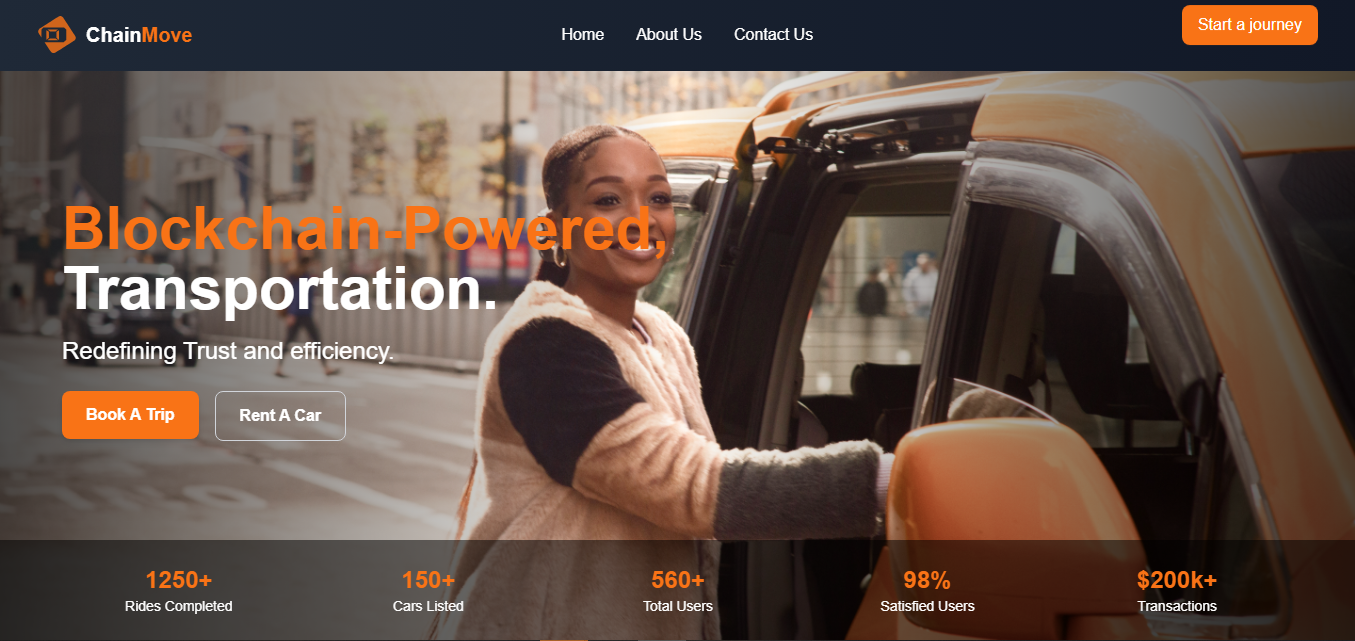 ChainMove
Home
About Us
Contact Us
Start a journey
Blockchain-Powered,
Transportation.
Redefining Trust and efficiency.
Book A Trip
Rent A Car
1250+
Rides Completed
150+
Cars Listed
560+
Total Users
98%
Satisfied Users
$200k+
Transactions